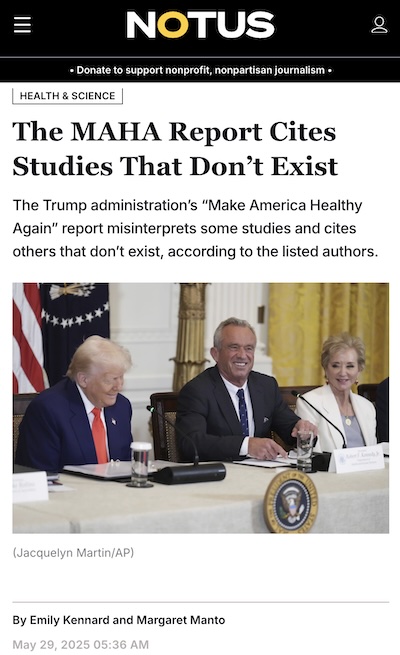 NOTUS
• Donate to support nonprofit, nonpartisan journalism •
HEALTH & SCIENCE
The MAHA Report Cites
Studies That Don’t Exist
The Trump administration’s “Make America Healthy
Again” report misinterprets some studies and cites
others that don’t exist, according to the listed authors.
(Jacquelyn Martin/AP)
By Emily Kennard and Margaret Manto
May 29, 2025 05:36 AM